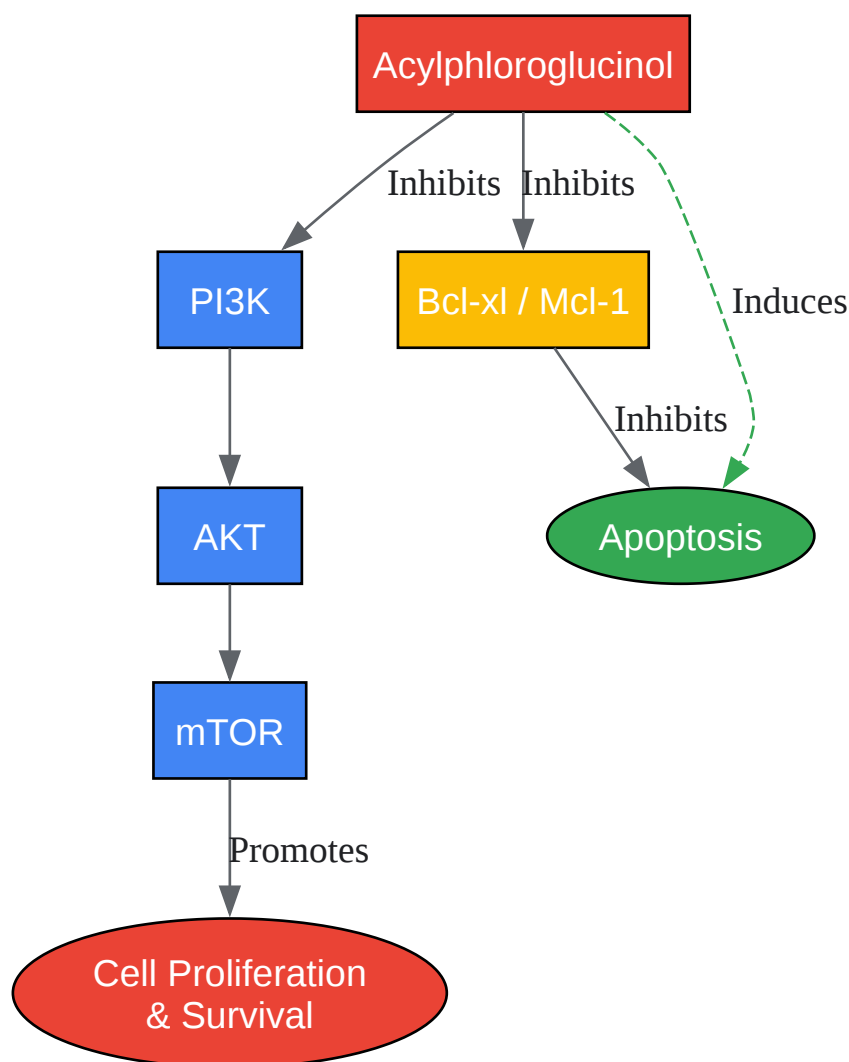 Acylphloroglucinol
Inhibits
Inhibits
PI3K
Bcl-xl / Mcl-1
Induces
Inhibits
AKT
Apoptosis
mTOR
Promotes
Cell Proliferation
& Survival